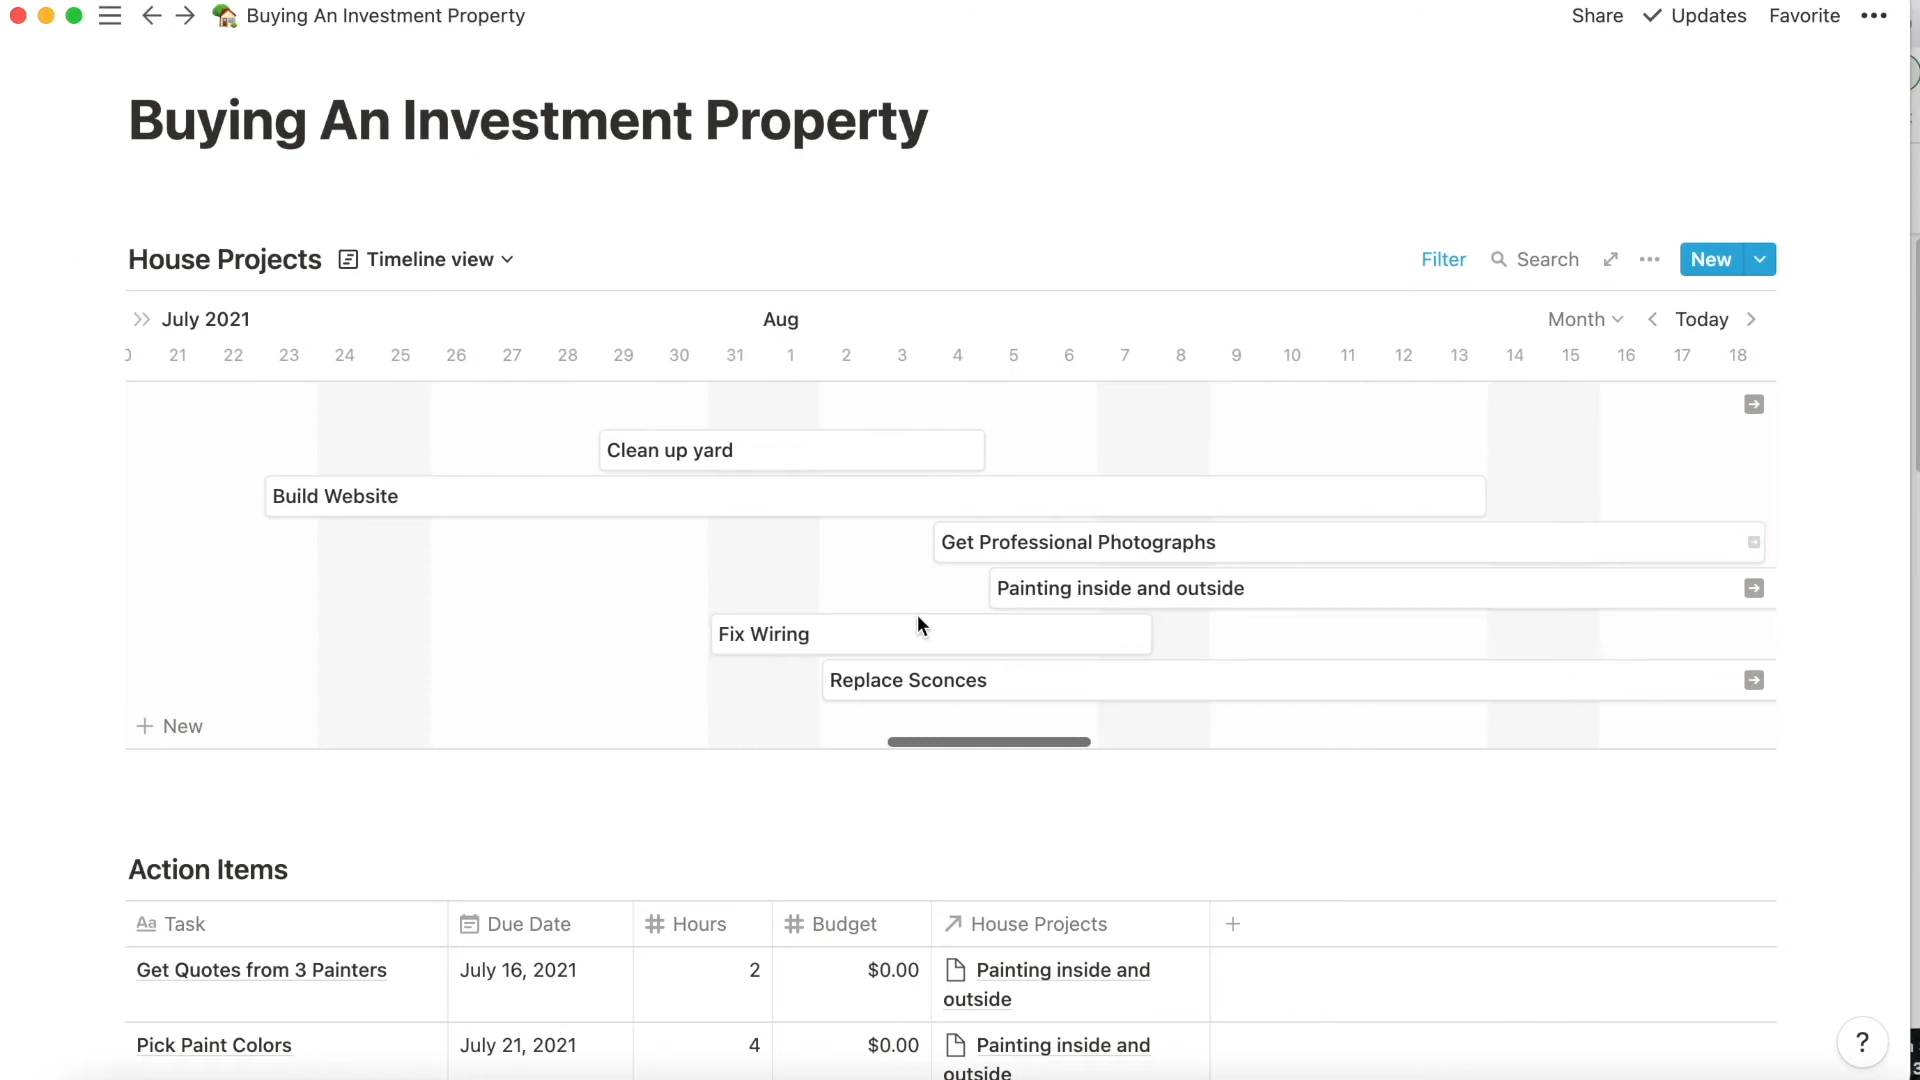 Buying An Investment Property
Share Updates Favorite
Buying An Investment Property
House Projects Timeline view
Filter Search New
July 2021 Aug Month Today
21 22 23 24 25 26 27 28 29 30 31 1 2 3 4 5 6 7 8 9 10 11 12 13 14 15 16 17 18
Clean up yard
Build Website
Get Professional Photographs
Painting inside and outside
Fix Wiring
Replace Sconces
+ New
Action Items
Aa Task Due Date # Hours # Budget House Projects +
Get Quotes from 3 Painters July 16, 2021 2 $0.00 Painting inside and
outside
Pick Paint Colors July 21, 2021 4 $0.00 Painting inside and
outside
?